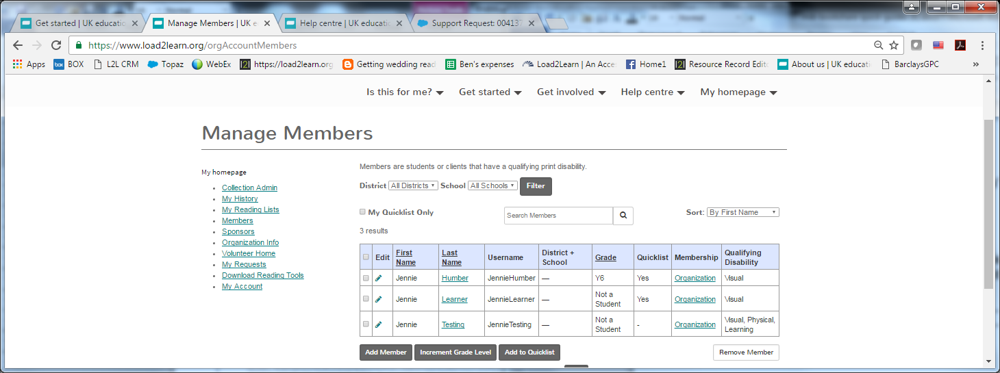 Get started | UK educatio
Manage Members | UK e
Help centre | UK educatio
Support Request: 004137
https://www.load2learn.org/orgAccountMembers
Apps
BOX
L2L CRM
Topaz
WebEx
https://load2learn.org
Getting wedding read
Ben's expenses
Load2Learn | An Acce
Home1
Resource Record Edit
About us | UK educati
BarclaysGPC
»
Is this for me?
Get started
Get involved
Help centre
My homepage
Manage Members
My homepage
Collection Admin
My History
My Reading Lists
Members
Sponsors
Organization Info
Volunteer Home
My Requests
Download Reading Tools
My Account
Members are students or clients that have a qualifying print disability.
District All Districts School All Schools Filter
My Quicklist Only
Search Members
Sort: By First Name
3 results
Edit First Name Last Name Username District + School Grade Quicklist Membership Qualifying Disability
Jennie Humber JennieHumber — Y6 Yes Organization Visual
Jennie Learner JennieLearner — Not a Student Yes Organization Visual
Jennie Testing JennieTesting — Not a Student - Organization Visual, Physical, Learning
Add Member Increment Grade Level Add to Quicklist Remove Member